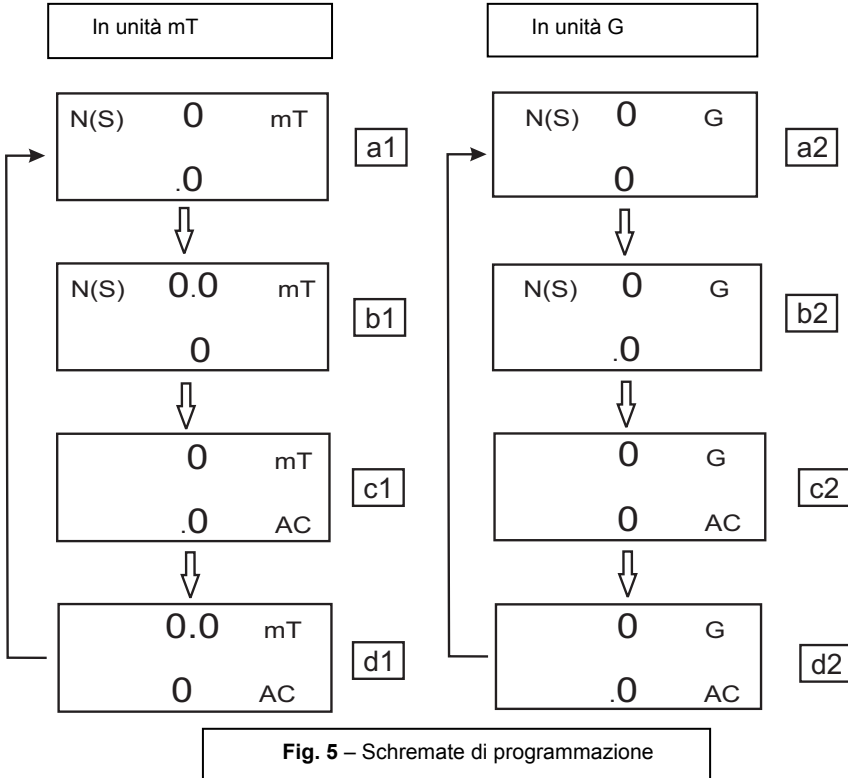 In unità mT
N(S) 0 mT
.0
a1
N(S) 0.0 mT
0
b1
0 mT
.0 AC
c1
0.0 mT
0 AC
d1
In unità G
N(S) 0 G
0
a2
N(S) 0 G
.0
b2
0 G
0 AC
c2
0 G
.0 AC
d2
Fig. 5 – Schremate di programmazione